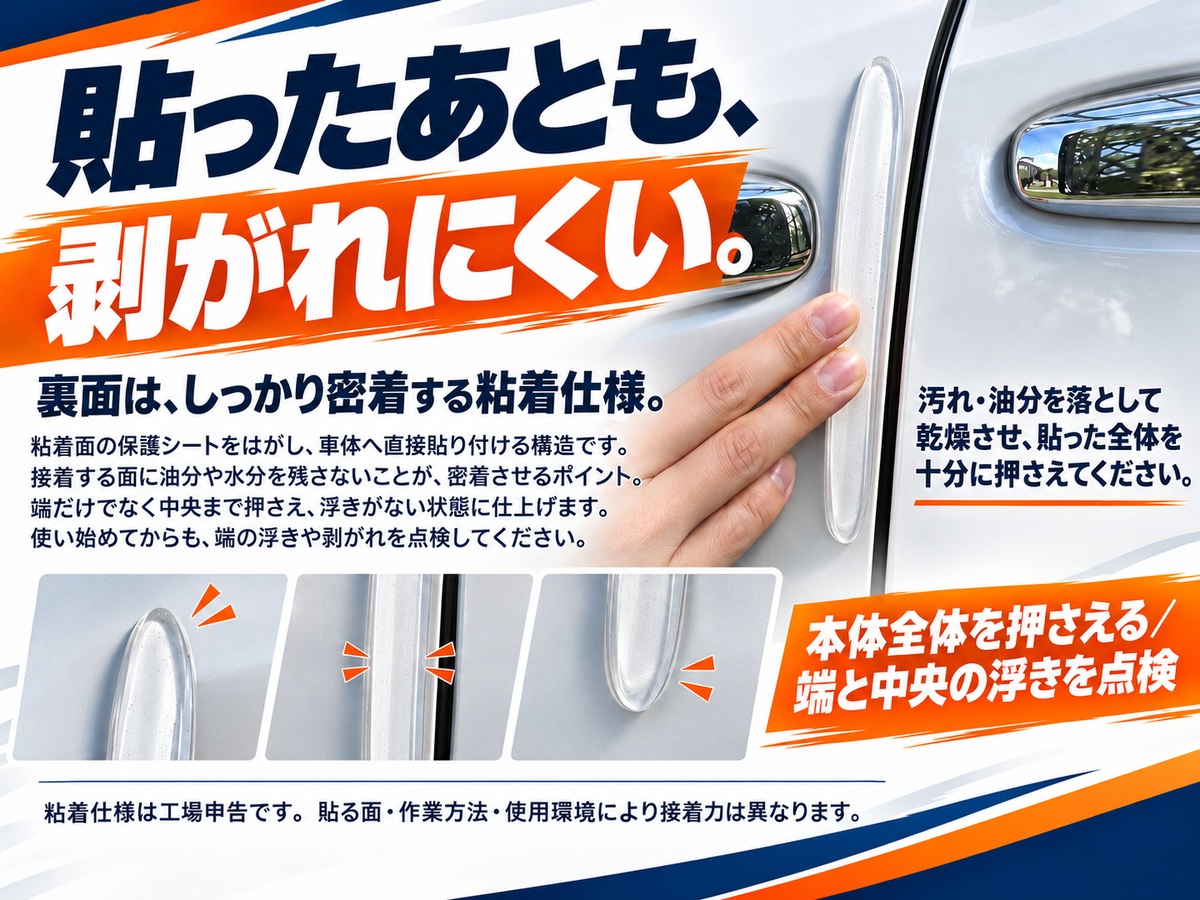 貼ったあとも、
剥がれにくい。
裏面は、しっかり密着する粘着仕様。
粘着面の保護シートをはがし、車体へ直接貼り付ける構造です。
接着する面に油分や水分を残さないことが、密着させるポイント。
端だけでなく中央まで押さえ、浮きがない状態に仕上げます。
使い始めてからも、端の浮きや剥がれを点検してください。
汚れ・油分を落として
乾燥させ、貼った全体を
十分に押さえてください。
本体全体を押さえる/
端と中央の浮きを点検
粘着仕様は工場申告です。 貼る面・作業方法・使用環境により接着力は異なります。